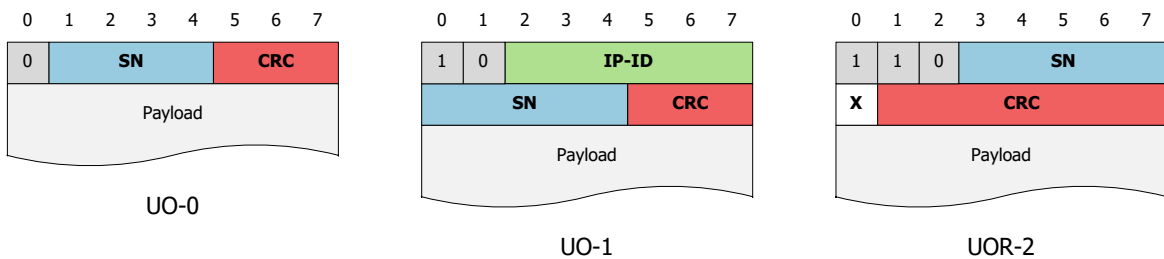 0 1 2 3 4 5 6 7
0 SN CRC
Payload
UO-0
0 1 2 3 4 5 6 7
1 0 IP-ID
SN CRC
Payload
UO-1
0 1 2 3 4 5 6 7
1 1 0 SN
X CRC
Payload
UOR-2